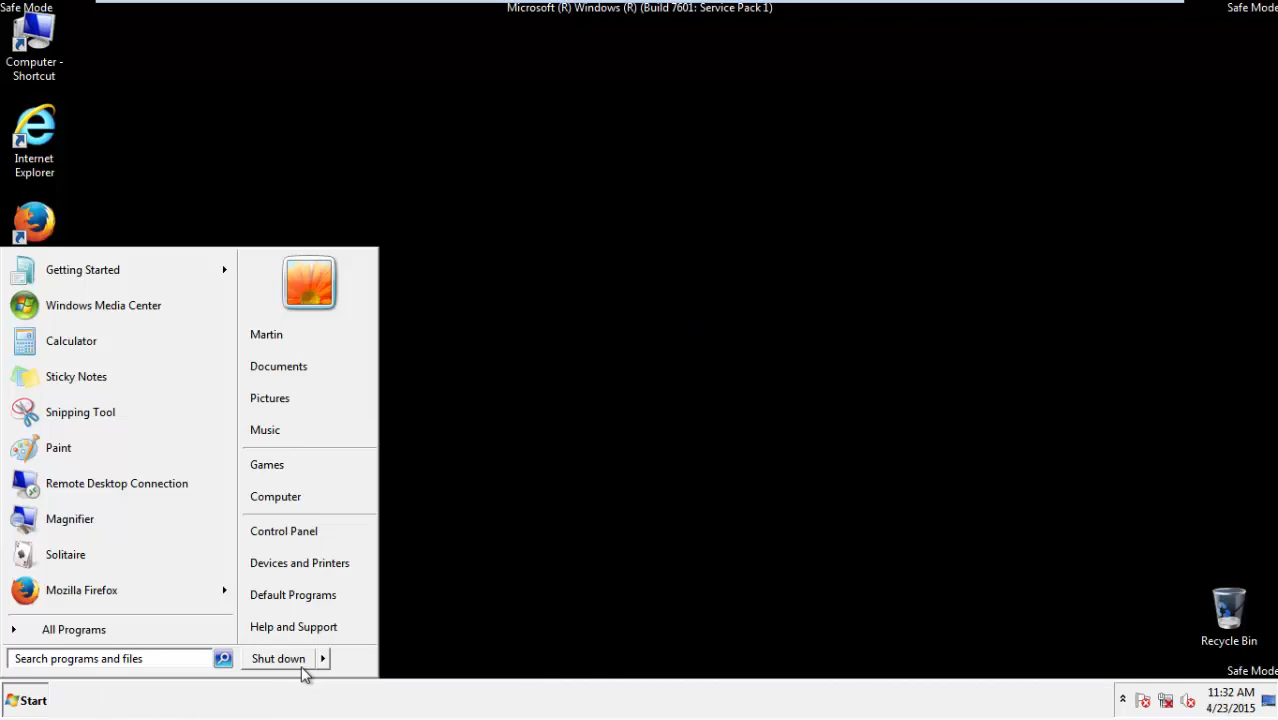 Safe Mode
Microsoft (R) Windows (R) (Build 7601: Service Pack 1)
Safe Mode
Computer -
Shortcut
Internet
Explorer
Getting Started
Windows Media Center
Calculator
Sticky Notes
Snipping Tool
Paint
Remote Desktop Connection
Magnifier
Solitaire
Mozilla Firefox
All Programs
Search programs and files
Martin
Documents
Pictures
Music
Games
Computer
Control Panel
Devices and Printers
Default Programs
Help and Support
Shut down
Recycle Bin
Safe Mode
Start
11:32 AM
4/23/2015